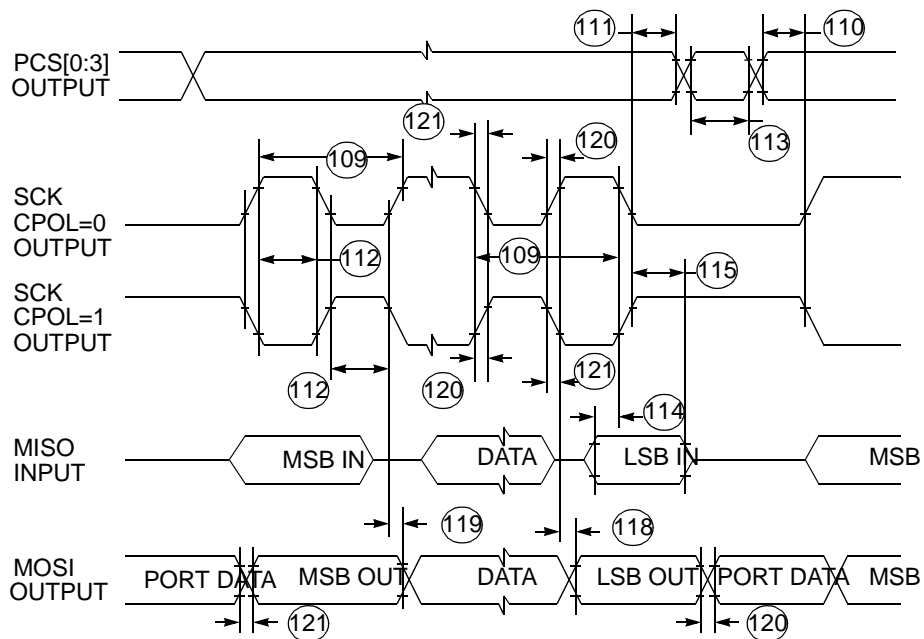 111
110
PCS[0:3]
OUTPUT
121
120
113
109
SCK
CPOL=0
OUTPUT
112
109
115
SCK
CPOL=1
OUTPUT
112
120
121
114
MISO
INPUT
MSB IN
DATA
LSB IN
MSB
119
118
MOSI
OUTPUT
PORT DATA
MSB OUT
DATA
LSB OUT
PORT DATA
MSB
121
120